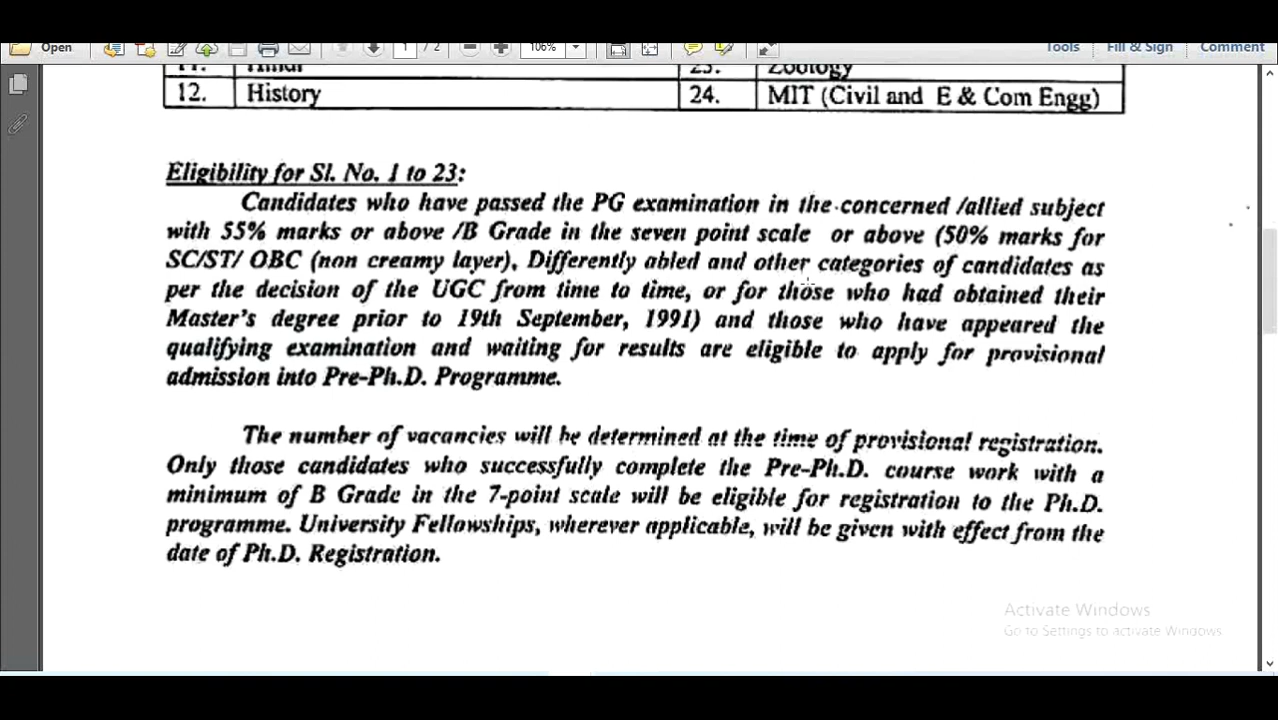 Open
1 / 2
106%
Tools
Fill & Sign
Comment
11. Hindi 23. Zoology
12. History 24. MIT (Civil and E & Com Engg)
Eligibility for Sl. No. 1 to 23:
Candidates who have passed the PG examination in the concerned /allied subject
with 55% marks or above /B Grade in the seven point scale or above (50% marks for
SC/ST/ OBC (non creamy layer), Differently abled and other categories of candidates as
per the decision of the UGC from time to time, or for those who had obtained their
Master's degree prior to 19th September, 1991) and those who have appeared the
qualifying examination and waiting for results are eligible to apply for provisional
admission into Pre-Ph.D. Programme.
The number of vacancies will be determined at the time of provisional registration.
Only those candidates who successfully complete the Pre-Ph.D. course work with a
minimum of B Grade in the 7-point scale will be eligible for registration to the Ph.D.
programme. University Fellowships, wherever applicable, will be given with effect from the
date of Ph.D. Registration.
Activate Windows
Go to Settings to activate Windows